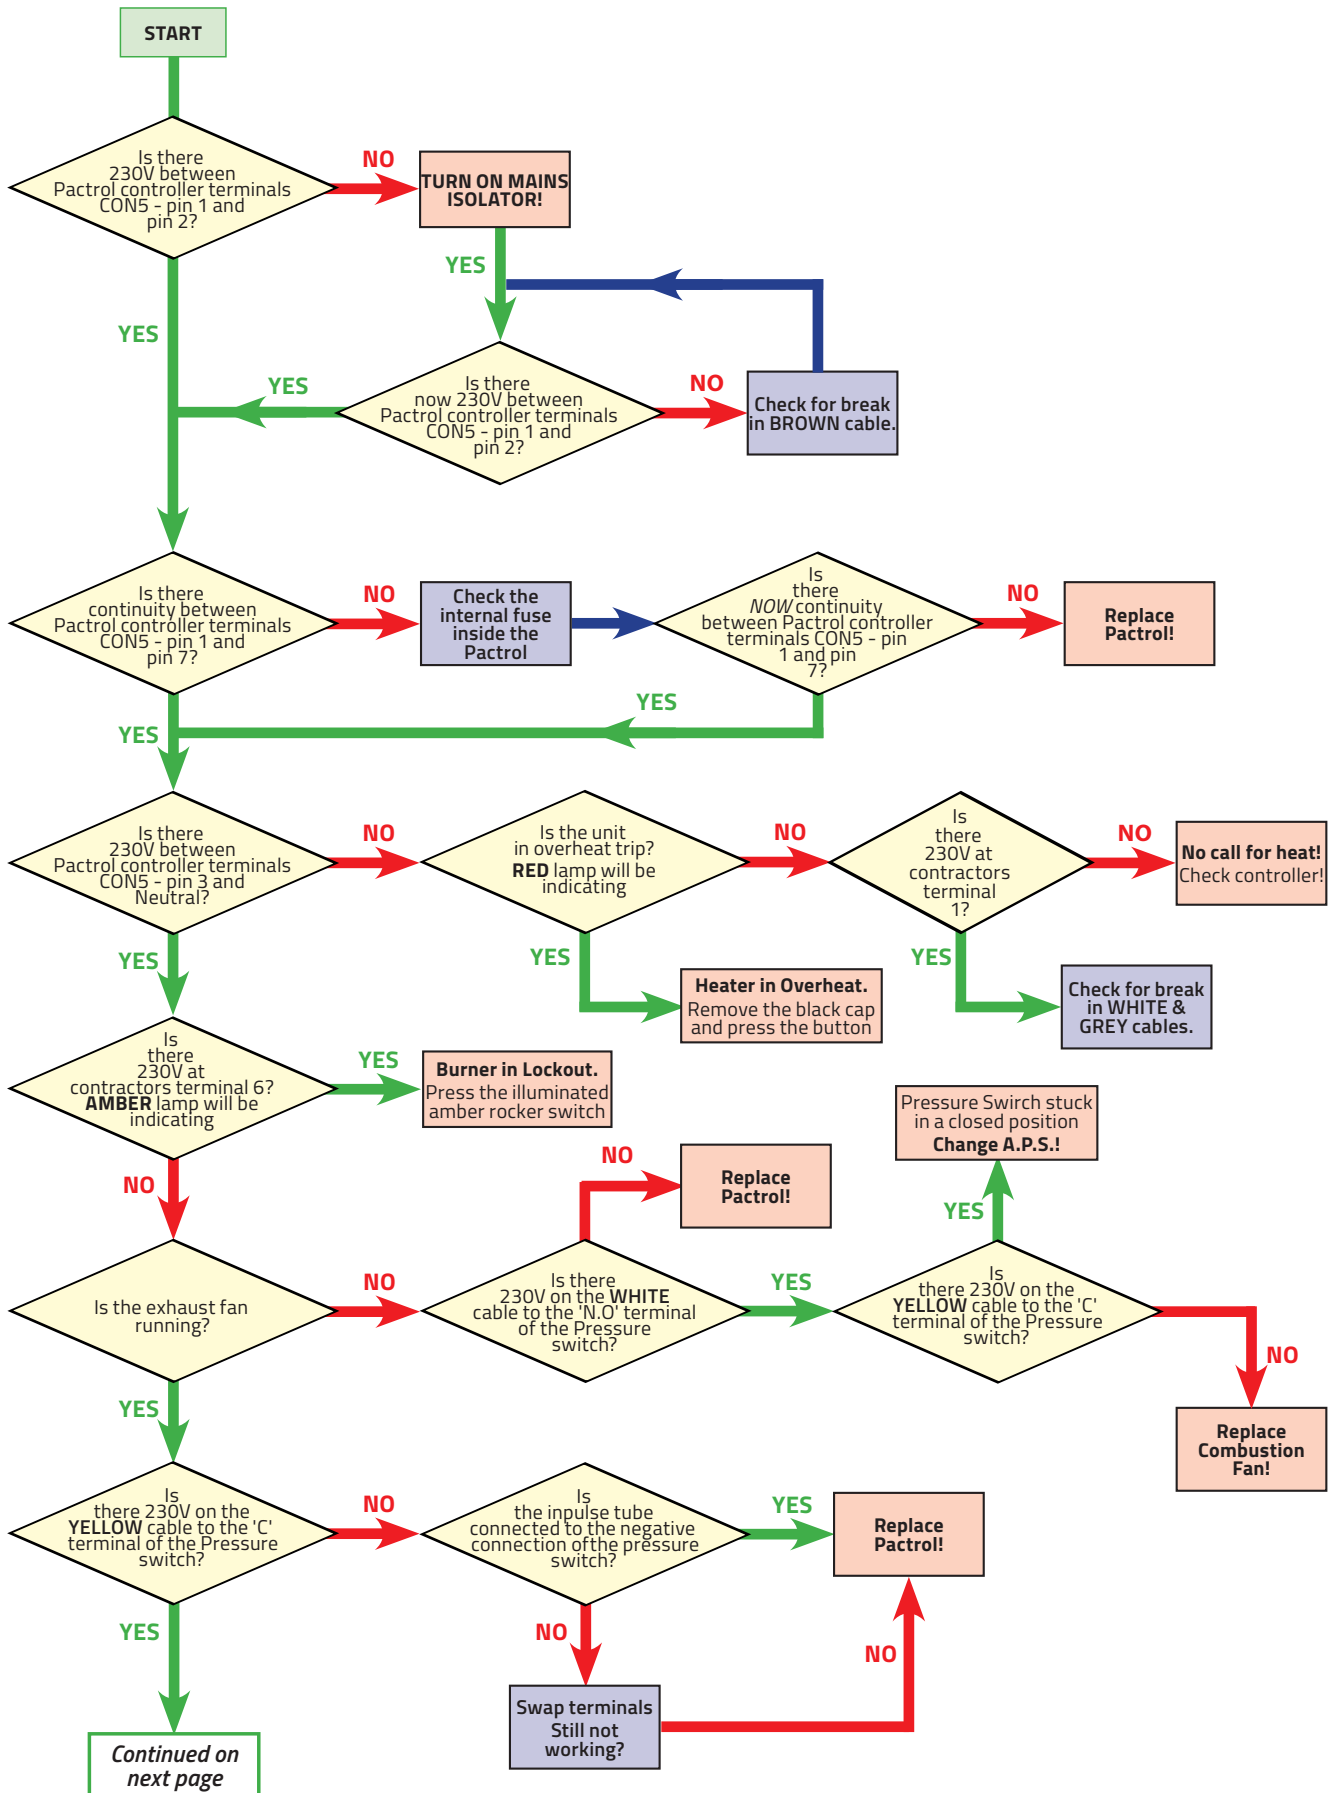 START
Is there
230V between
Pactrol controller terminals
CON5 - pin 1 and
pin 2?
NO
TURN ON MAINS
ISOLATOR!
YES
YES
Is there
now 230V between
Pactrol controller terminals
CON5 - pin 1 and
pin 2?
YES
NO
Check for break
in BROWN cable.
Is there
continuity between
Pactrol controller terminals
CON5 - pin 1 and
pin 7?
NO
Check the
internal fuse
inside the
Pactrol
Is
there
NOW continuity
between Pactrol controller
terminals CON5 - pin
1 and pin
7?
NO
Replace
Pactrol!
YES
YES
Is there
230V between
Pactrol controller terminals
CON5 - pin 3 and
Neutral?
NO
Is the unit
in overheat trip?
RED lamp will be
indicating
NO
Is
there
230V at
contractors
terminal
1?
NO
No call for heat!
Check controller!
YES
YES
Heater in Overheat.
Remove the black cap
and press the button
YES
Check for break
in WHITE &
GREY cables.
Is
there
230V at
contractors terminal 6?
AMBER lamp will be
indicating
YES
Burner in Lockout.
Press the illuminated
amber rocker switch
NO
Is the exhaust fan
running?
NO
Is there
230V on the WHITE
cable to the 'N.O' terminal
of the Pressure
switch?
NO
Replace
Pactrol!
YES
Is
there 230V on the
YELLOW cable to the 'C'
terminal of the Pressure
switch?
YES
Pressure Swirch stuck
in a closed position
Change A.P.S.!
NO
Replace
Combustion
Fan!
YES
Is
there 230V on the
YELLOW cable to the 'C'
terminal of the Pressure
switch?
NO
Is
the inpulse tube
connected to the negative
connection ofthe pressure
switch?
YES
Replace
Pactrol!
NO
Swap terminals
Still not
working?
NO
YES
Continued on
next page